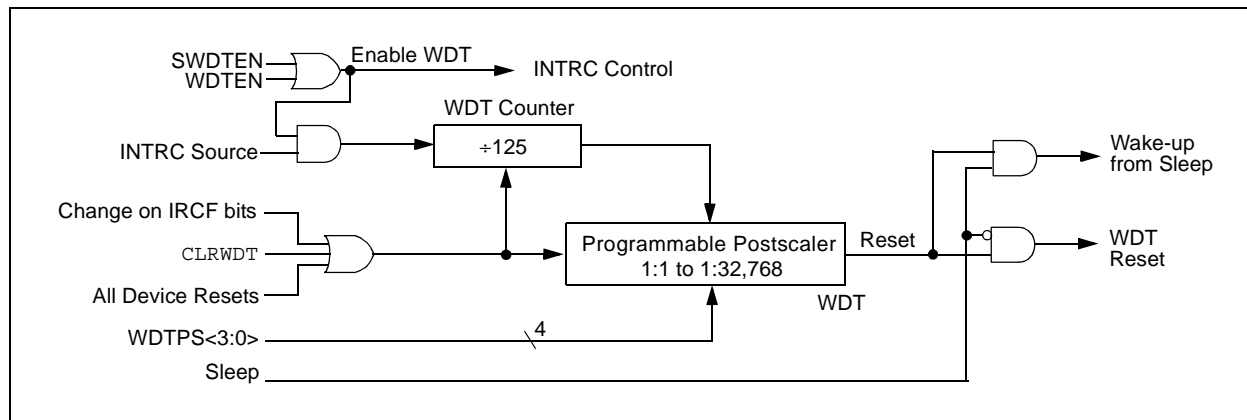 SWDTEN
WDTEN
Enable WDT
INTRC Control
WDT Counter
INTRC Source
÷125
Wake-up
from Sleep
Change on IRCF bits
CLRWDT
All Device Resets
Programmable Postscaler
1:1 to 1:32,768
Reset
WDT
Reset
WDT
WDTPS<3:0>
4
Sleep